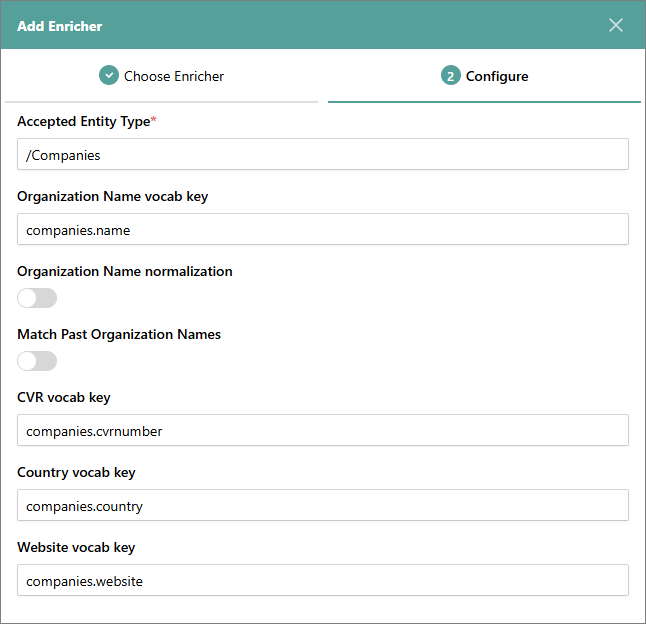 Add Enricher
Choose Enricher
2 Configure
Accepted Entity Type*
/Companies
Organization Name vocab key
companies.name
Organization Name normalization
Match Past Organization Names
CVR vocab key
companies.cvrnumber
Country vocab key
companies.country
Website vocab key
companies.website